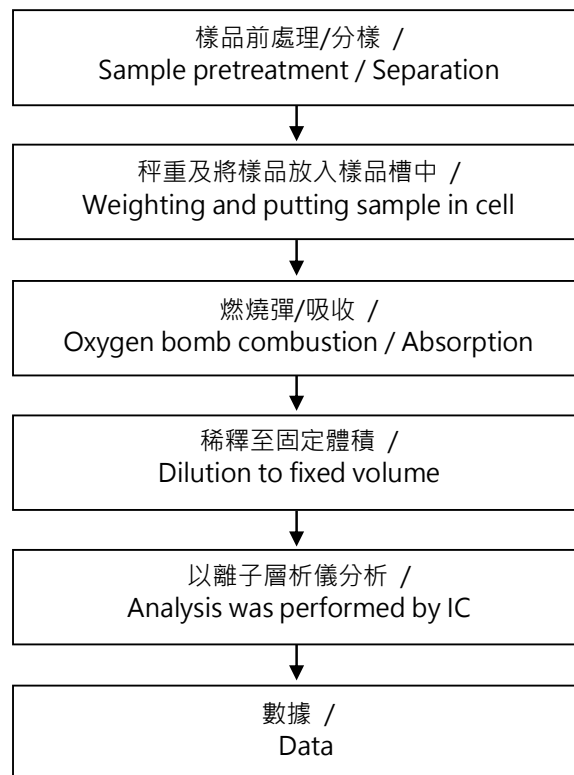 樣品前處理/分樣 /
Sample pretreatment / Separation
秤重及將樣品放入樣品槽中 /
Weighting and putting sample in cell
燃燒彈/吸收 /
Oxygen bomb combustion / Absorption
稀釋至固定體積 /
Dilution to fixed volume
以離子層析儀分析 /
Analysis was performed by IC
數據 /
Data